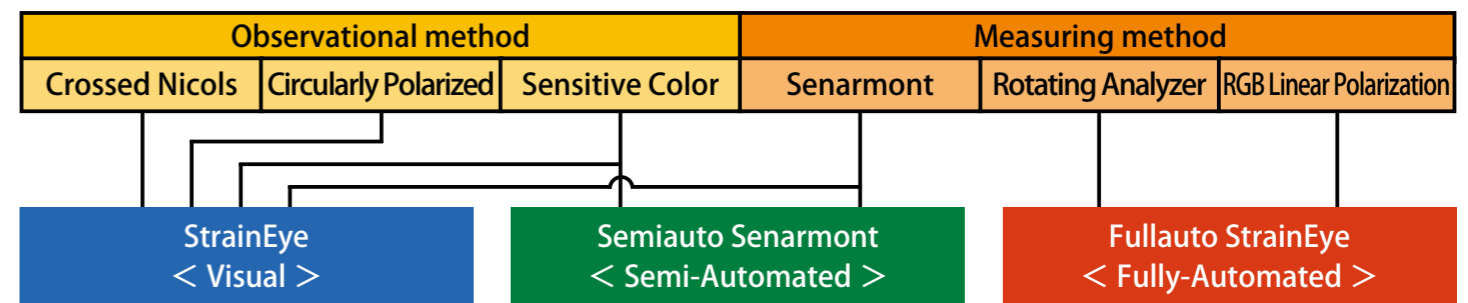 Observational method Measuring method
Crossed Nicols Circularly Polarized Sensitive Color Senarmont Rotating Analyzer RGB Linear Polarization
StrainEye Semiauto Senarmont Fullauto StrainEye
＜ Visual ＞ ＜ Semi-Automated ＞ ＜ Fully-Automated ＞